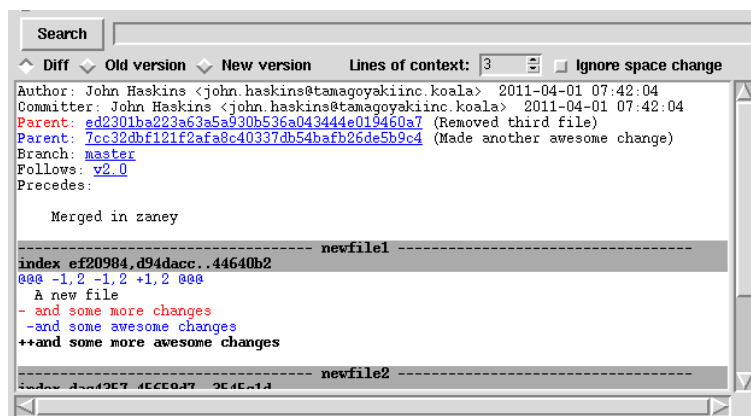 Search
Diff Old version New version Lines of context: 3 Ignore space change
Author: John Haskins <john.haskins@tamagoyakiinc.koala> 2011-04-01 07:42:04
Committer: John Haskins <john.haskins@tamagoyakiinc.koala> 2011-04-01 07:42:04
Parent: ed2301ba223a63a5a930b536a043444e019460a7 (Removed third file)
Parent: 7cc32dbf121f2afa8c40337db54bafb26de5b9c4 (Made another awesome change)
Branch: master
Follows: v2.0
Precedes:
Merged in zaney
---------------------------------- newfile1 ----------------------------------
index ef20984,d94dacc..44640b2
@@@ -1,2 -1,2 +1,2 @@@
A new file
- and some more changes
-and some awesome changes
++and some more awesome changes
---------------------------------- newfile2 ----------------------------------
index